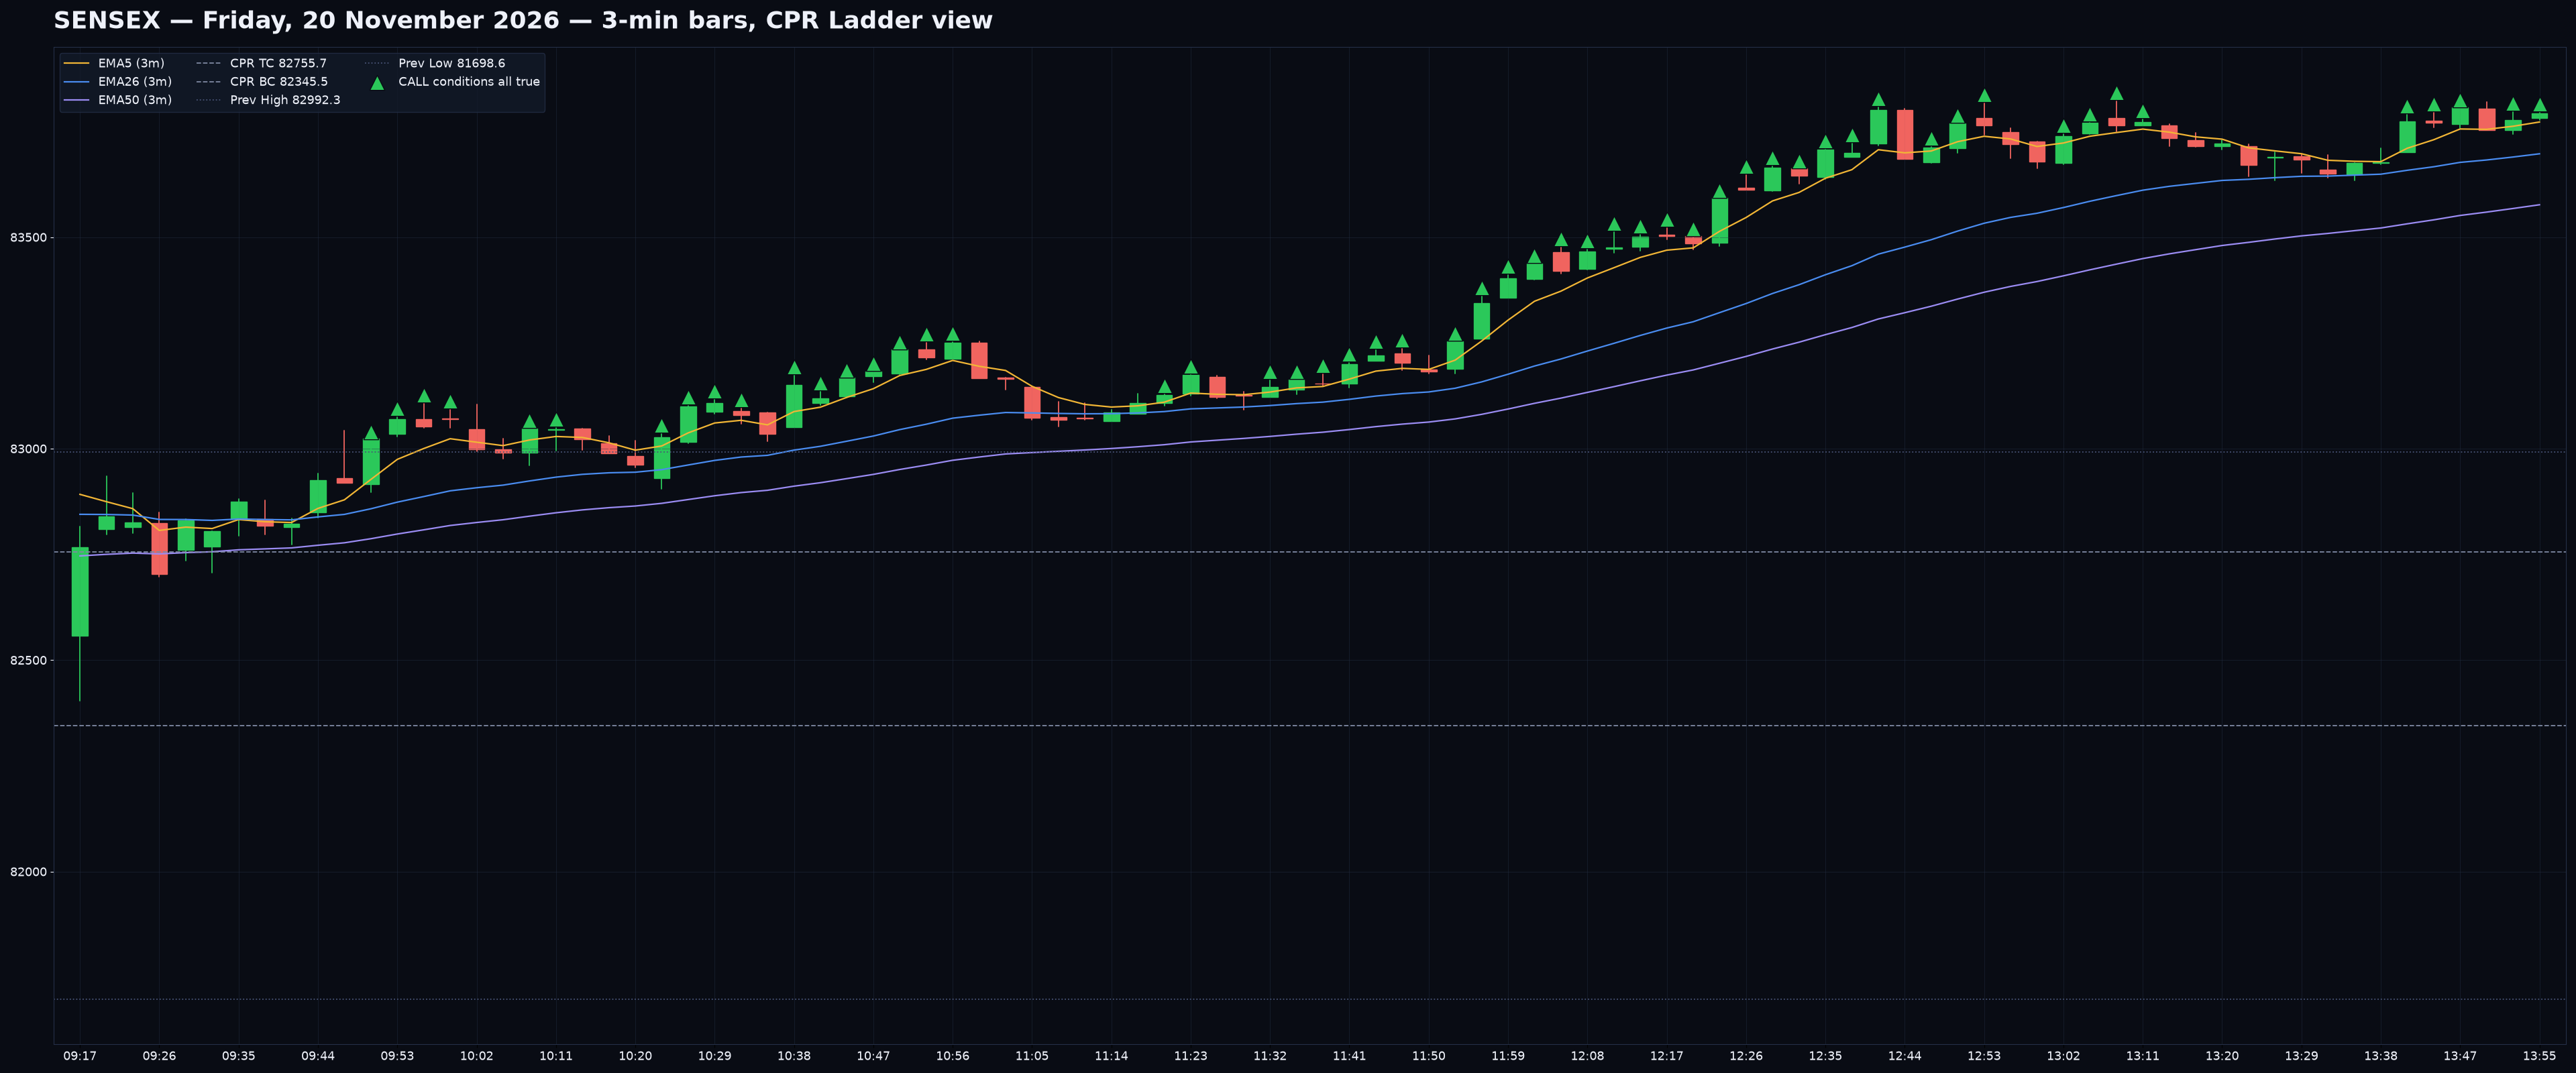 SENSEX — Friday, 20 November 2026 — 3-min bars, CPR Ladder view
EMA5 (3m)
EMA26 (3m)
EMA50 (3m)
CPR TC 82755.7
CPR BC 82345.5
Prev High 82992.3
Prev Low 81698.6
CALL conditions all true
83500
83000
82500
82000
09:17 09:26 09:35 09:44 09:53 10:02 10:11 10:20 10:29 10:38 10:47 10:56 11:05 11:14 11:23 11:32 11:41 11:50 11:59 12:08 12:17 12:26 12:35 12:44 12:53 13:02 13:11 13:20 13:29 13:38 13:47 13:55